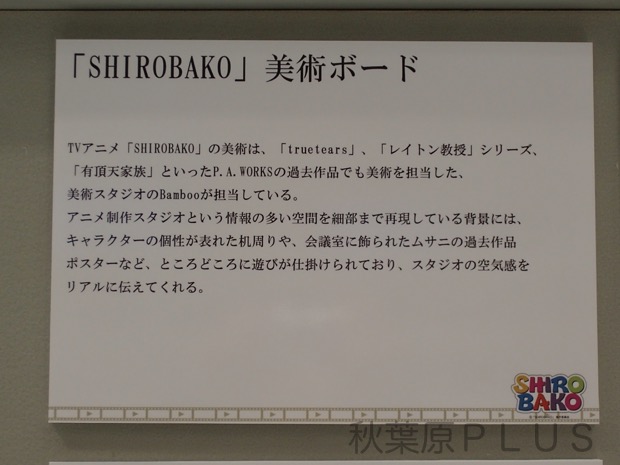 「SHIROBAKO」美術ボード
TVアニメ「SHIROBAKO」の美術は、「truetears」、「レイトン教授」シリーズ、
「有頂天家族」といったP.A.WORKSの過去作品でも美術を担当した、
美術スタジオのBambooが担当している。
アニメ制作スタジオという情報の多い空間を細部まで再現している背景には、
キャラクターの個性が表れた机周りや、会議室に飾られたムサニの過去作品
ポスターなど、ところどころに遊びが仕掛けられており、スタジオの空気感を
リアルに伝えてくれる。
SHIRO
BAKO
秋葉原PLUS